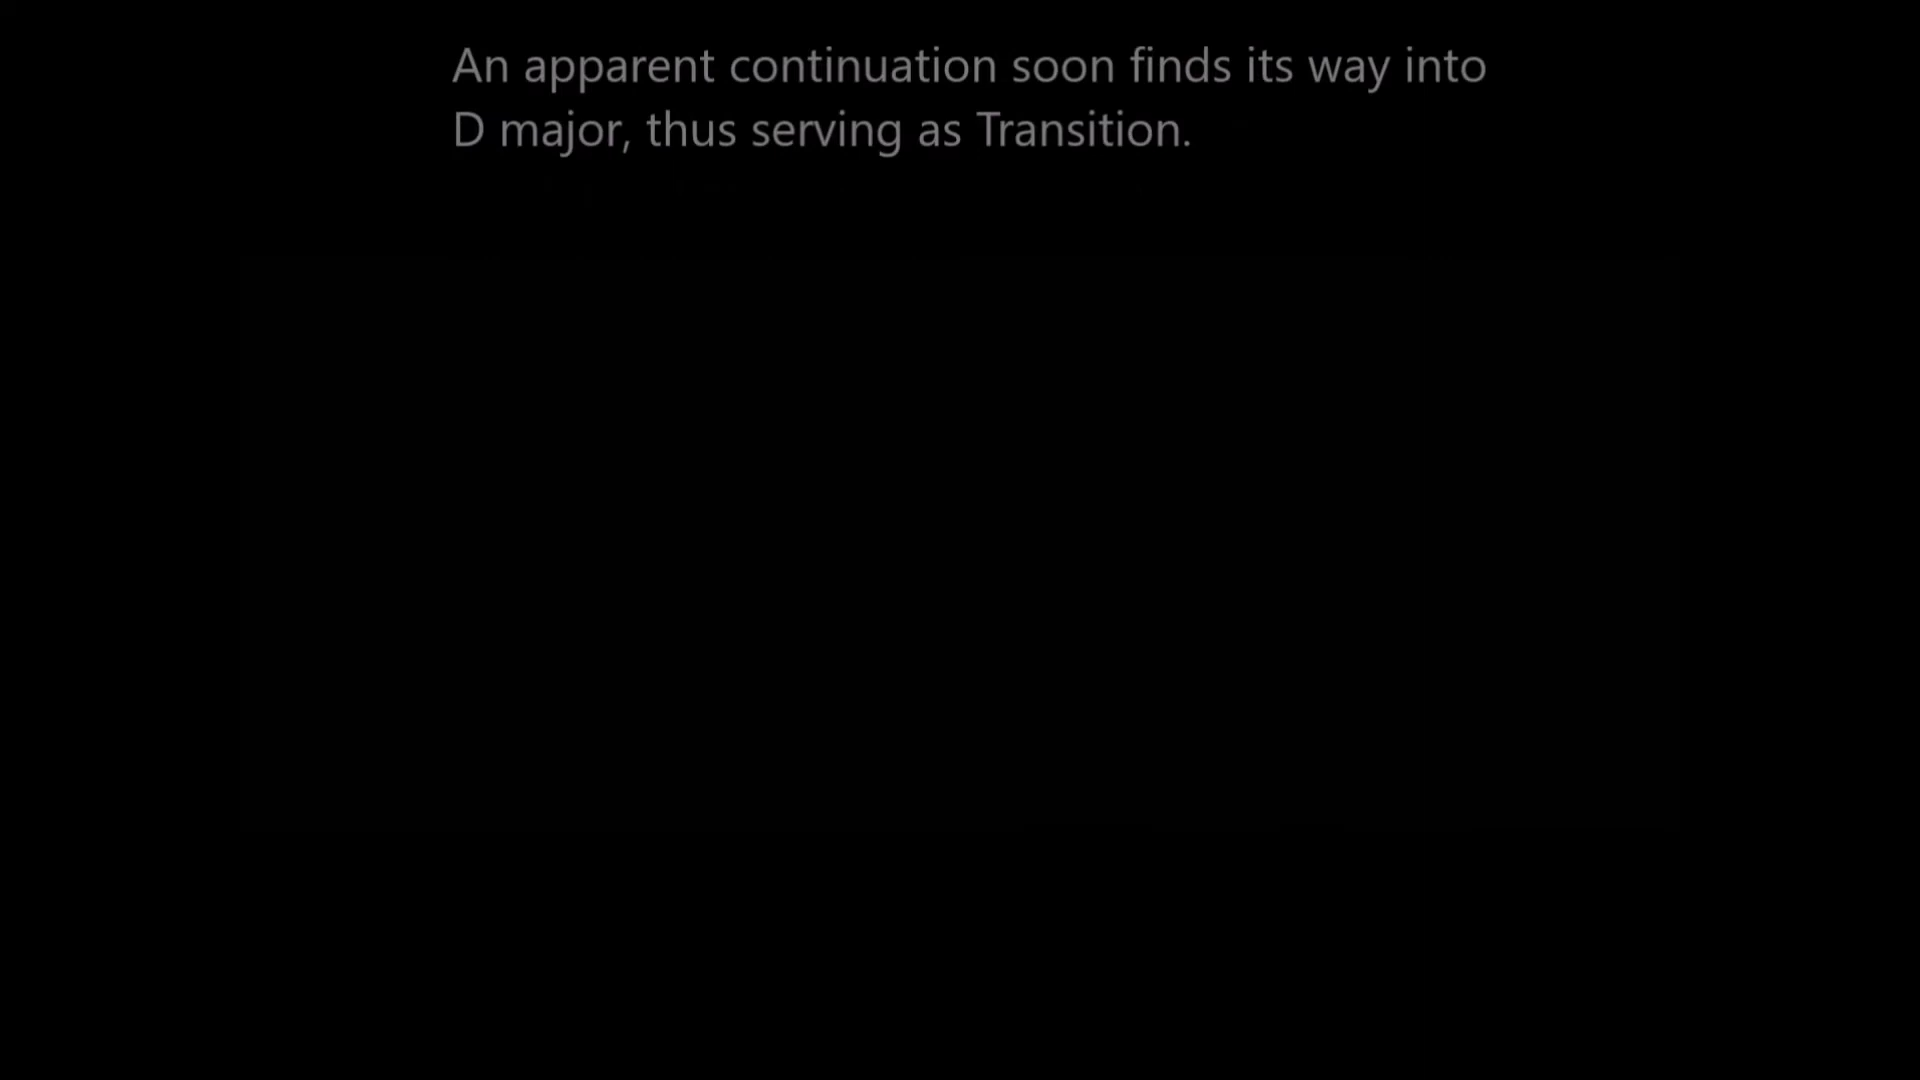 An apparent continuation soon finds its way into
D major, thus serving as Transition.